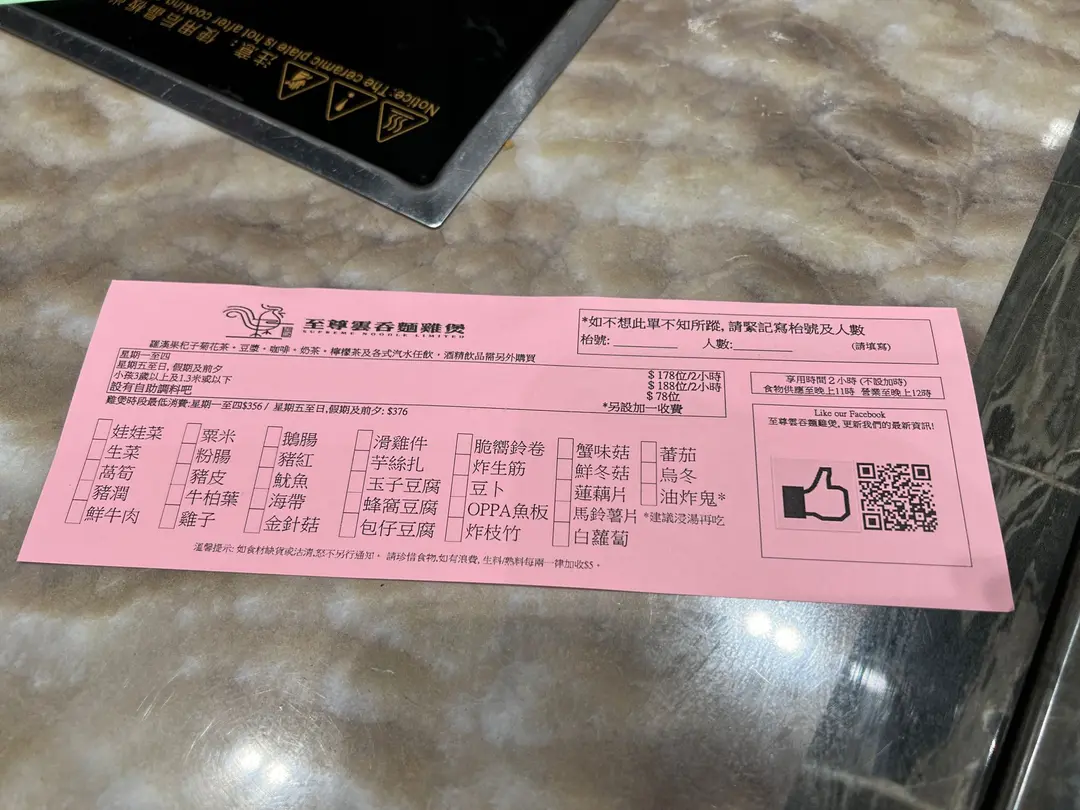 注意：使用后晶板尚
Notice: The ceramic plate is hot after cooking
至尊雲吞麵雞煲
SUPREME NOODLE LIMITED
羅漢果杞子菊花茶・豆漿・咖啡・奶茶・檸檬茶及各式汽水任飲，酒精飲品需另外購買
星期一至四 $178位/2小時
星期五至日, 假期及前夕 $188位/2小時
小孩3歲以上及1.3米或以下 $78位
設有自助調料吧 *另設加一收費
雞煲時段最低消費:星期一至四$356 / 星期五至日,假期及前夕: $376
*如不想此單不知所蹤, 請緊記寫枱號及人數
枱號:__________ 人數:__________ (請填寫)
享用時間2小時 (不設加時)
食物供應至晚上11時 營業至晚上12時
Like our Facebook
至尊雲吞麵雞煲, 更新我們的最新資訊!
娃娃菜
生菜
萵筍
豬潤
鮮牛肉
粟米
粉腸
豬皮
牛柏葉
雞子
鵝腸
豬紅
魷魚
海帶
金針菇
滑雞件
芋絲扎
玉子豆腐
蜂窩豆腐
包仔豆腐
脆嚮鈴卷
炸生筋
豆卜
OPPA魚板
炸枝竹
蟹味菇
鮮冬菇
蓮藕片
馬鈴薯片
白蘿蔔
蕃茄
烏冬
油炸鬼*
*建議浸湯再吃
溫馨提示: 如食材缺貨或沽清,恕不另行通知。 請珍惜食物,如有浪費, 生料/熟料每兩一律加收$5。